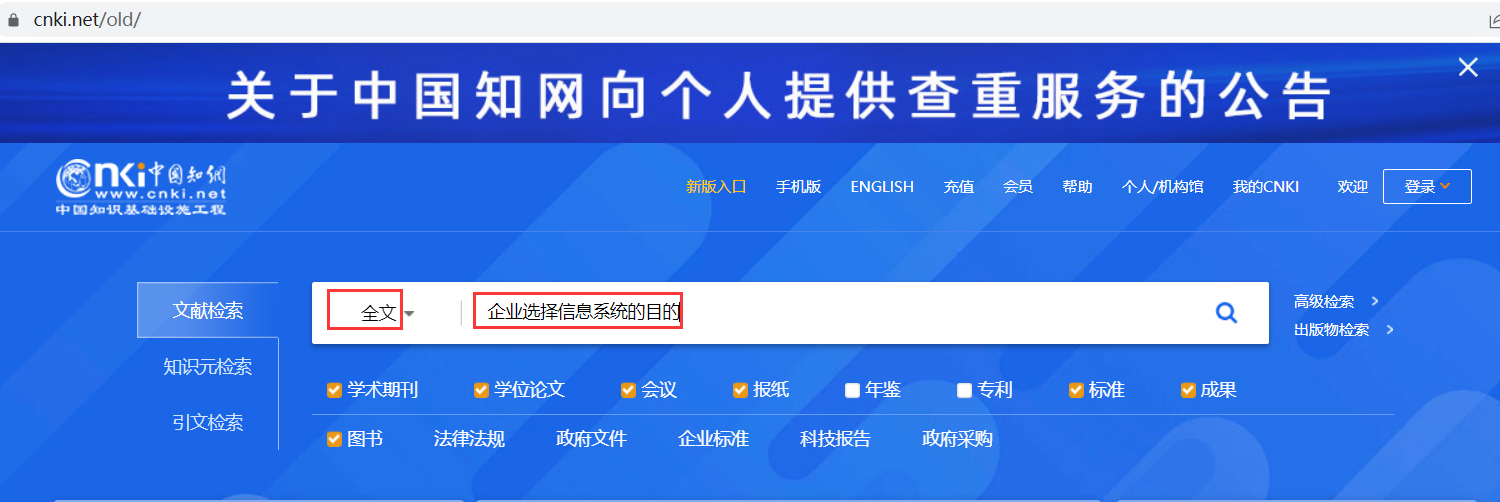 cnki.net/old/
关于中国知网向个人提供查重服务的公告
cnki中国知网
www.cnki.net
中国知识基础设施工程
新版入口 手机版 ENGLISH 充值 会员 帮助 个人/机构馆 我的CNKI 欢迎 登录
文献检索
全文 企业选择信息系统的目的
高级检索
出版物检索
知识元检索
引文检索
学术期刊 学位论文 会议 报纸 年鉴 专利 标准 成果
图书 法律法规 政府文件 企业标准 科技报告 政府采购